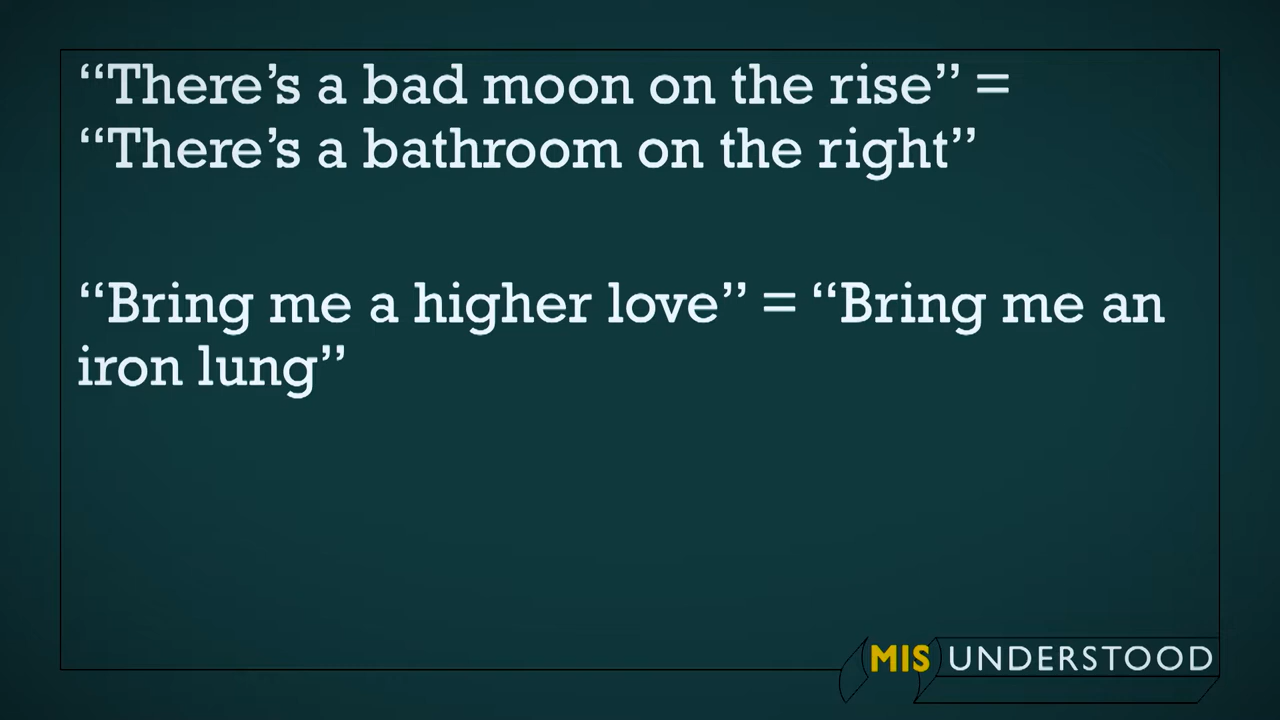 “There’s a bad moon on the rise” =
“There’s a bathroom on the right”
“Bring me a higher love” = “Bring me an
iron lung”
MIS UNDERSTOOD